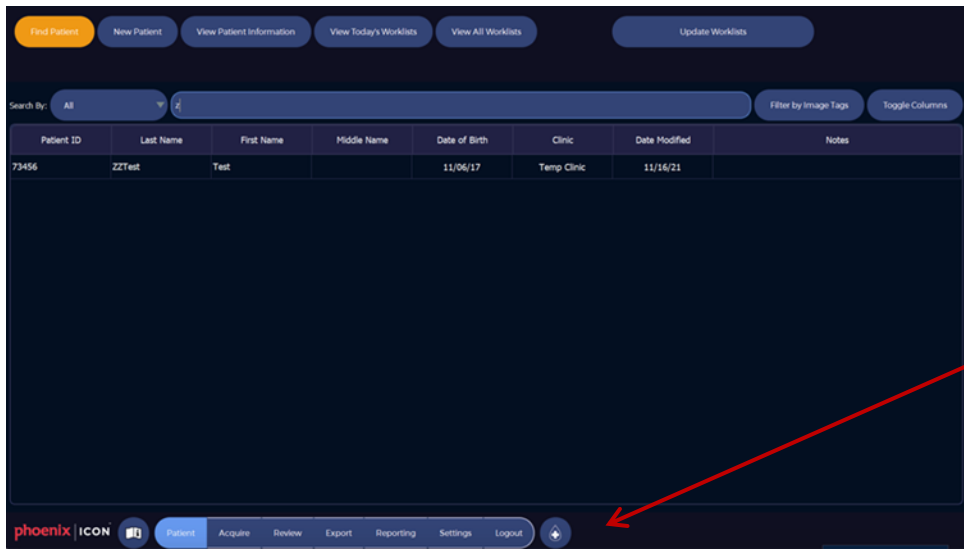 Find Patient New Patient View Patient Information View Today's Worklists View All Worklists Update Worklists
Search By: All z Filter by Image Tags Toggle Columns
Patient ID Last Name First Name Middle Name Date of Birth Clinic Date Modified Notes
73456 ZZTest Test 11/06/17 Temp Clinic 11/16/21
phoenix ICON Patient Acquire Review Export Reporting Settings Logout